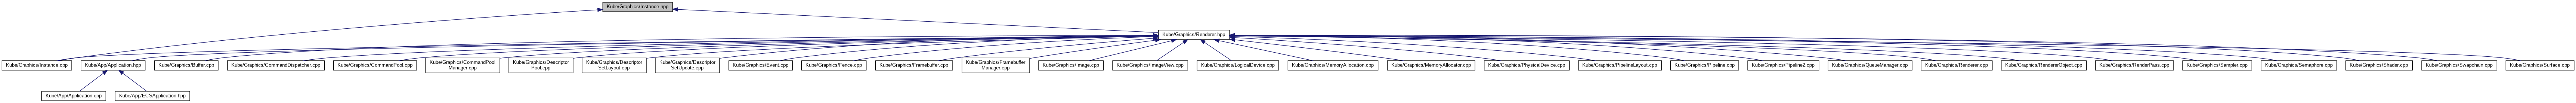 Kube/Graphics/Instance.hpp
Kube/Graphics/Renderer.hpp
Kube/Graphics/Instance.cpp
Kube/App/Application.hpp
Kube/Graphics/Buffer.cpp
Kube/Graphics/CommandDispatcher.cpp
Kube/Graphics/CommandPool.cpp
Kube/Graphics/CommandPool
Manager.cpp
Kube/Graphics/Descriptor
Pool.cpp
Kube/Graphics/Descriptor
SetLayout.cpp
Kube/Graphics/Descriptor
SetUpdate.cpp
Kube/Graphics/Event.cpp
Kube/Graphics/Fence.cpp
Kube/Graphics/Framebuffer.cpp
Kube/Graphics/Framebuffer
Manager.cpp
Kube/Graphics/Image.cpp
Kube/Graphics/ImageView.cpp
Kube/Graphics/LogicalDevice.cpp
Kube/Graphics/MemoryAllocation.cpp
Kube/Graphics/MemoryAllocator.cpp
Kube/Graphics/PhysicalDevice.cpp
Kube/Graphics/PipelineLayout.cpp
Kube/Graphics/Pipeline.cpp
Kube/Graphics/Pipeline2.cpp
Kube/Graphics/QueueManager.cpp
Kube/Graphics/Renderer.cpp
Kube/Graphics/RendererObject.cpp
Kube/Graphics/RenderPass.cpp
Kube/Graphics/Sampler.cpp
Kube/Graphics/Semaphore.cpp
Kube/Graphics/Shader.cpp
Kube/Graphics/Swapchain.cpp
Kube/Graphics/Surface.cpp
Kube/App/Application.cpp
Kube/App/ECSApplication.hpp